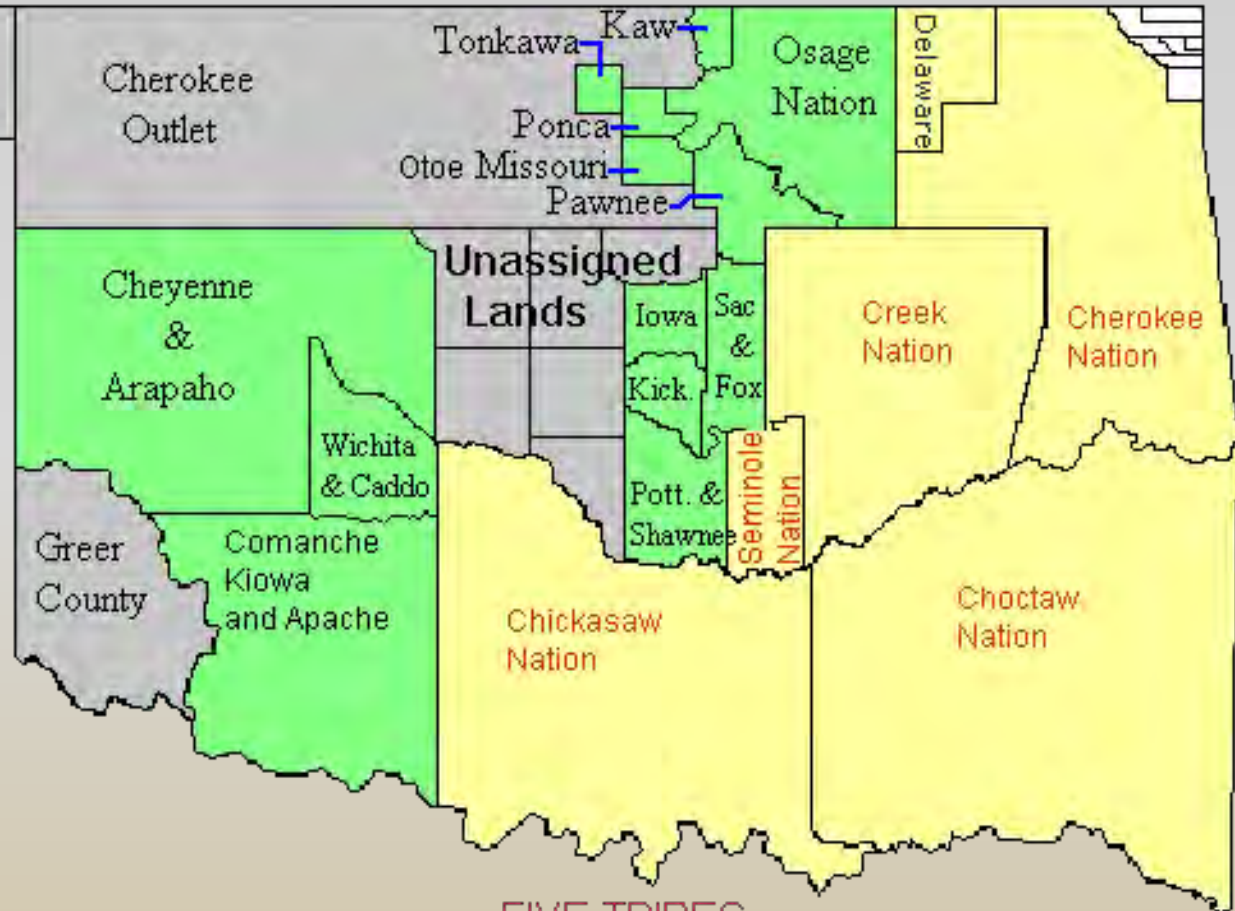 Kaw
Tonkawa
Osage
Nation
Delaware
Cherokee
Outlet
Ponca
Otoe Missouri
Pawnee
Cheyenne
&
Arapaho
Unassigned
Lands
Iowa
Sac
&
Fox
Kick.
Creek
Nation
Cherokee
Nation
Wichita
& Caddo
Pott. &
Shawnee
Seminole
Nation
Greer
County
Comanche
Kiowa
and Apache
Chickasaw
Nation
Choctaw
Nation
FIVE TRIBES